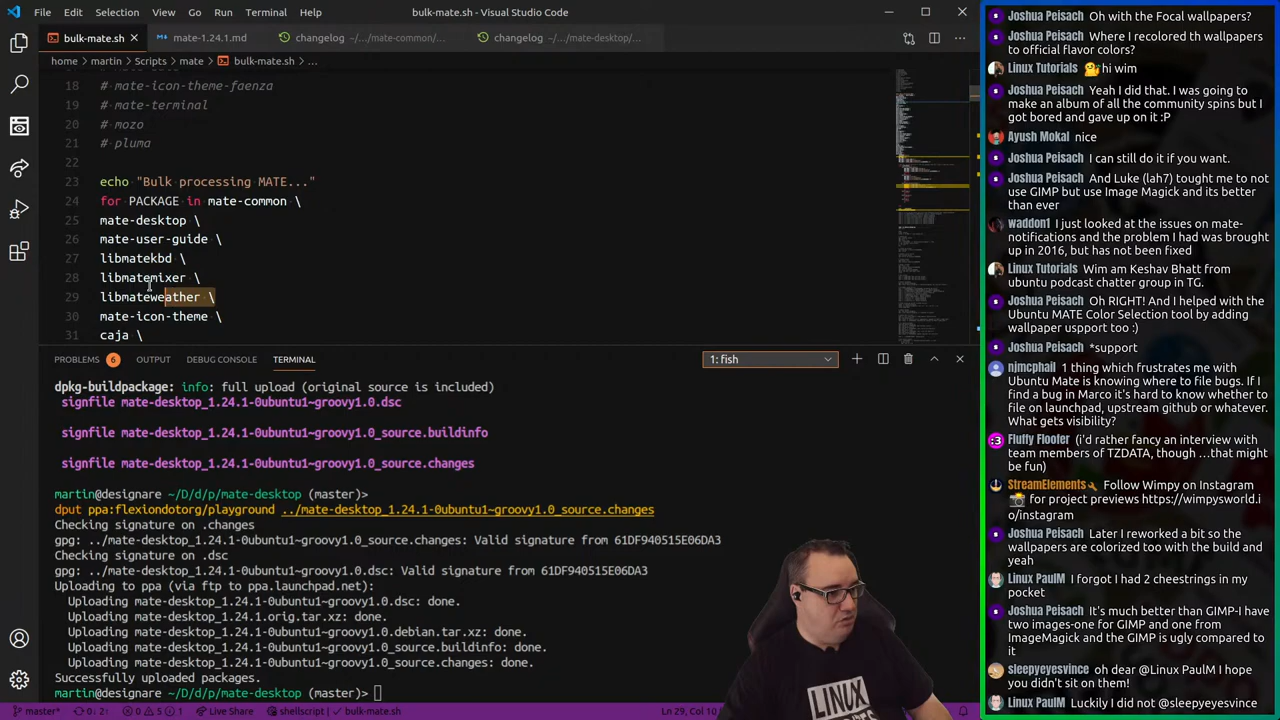 File Edit Selection View Go Run Terminal Help
bulk-mate.sh - Visual Studio Code
bulk-mate.sh
mate-1.24.1.md
changelog ~/.../mate-common/...
changelog ~/.../mate-desktop/...
home > martin > Scripts > mate > bulk-mate.sh > ...
18 # mate-icon-theme-faenza
19 # mate-terminal
20 # mozo
21 # pluma
22
23 echo "Bulk processing MATE..."
24 for PACKAGE in mate-common \
25 mate-desktop \
26 mate-user-guide \
27 libmatekbd \
28 libmatemixer \
29 libmateweather \
30 mate-icon-theme \
31 caja
PROBLEMS 6 OUTPUT DEBUG CONSOLE TERMINAL
1: fish
dpkg-buildpackage: info: full upload (original source is included)
signfile mate-desktop_1.24.1-0ubuntu1~groovy1.0.dsc
signfile mate-desktop_1.24.1-0ubuntu1~groovy1.0_source.buildinfo
signfile mate-desktop_1.24.1-0ubuntu1~groovy1.0_source.changes
martin@designare ~/D/d/p/mate-desktop (master)>
dput ppa:flexiondotorg/playground ../mate-desktop_1.24.1-0ubuntu1~groovy1.0_source.changes
Checking signature on .changes
gpg: ../mate-desktop_1.24.1-0ubuntu1~groovy1.0_source.changes: Valid signature from 61DF940515E06DA3
Checking signature on .dsc
gpg: ../mate-desktop_1.24.1-0ubuntu1~groovy1.0.dsc: Valid signature from 61DF940515E06DA3
Uploading to ppa (via ftp to ppa.launchpad.net):
Uploading mate-desktop_1.24.1-0ubuntu1~groovy1.0.dsc: done.
Uploading mate-desktop_1.24.1.orig.tar.xz: done.
Uploading mate-desktop_1.24.1-0ubuntu1~groovy1.0.debian.tar.xz: done.
Uploading mate-desktop_1.24.1-0ubuntu1~groovy1.0_source.buildinfo: done.
Uploading mate-desktop_1.24.1-0ubuntu1~groovy1.0_source.changes: done.
Successfully uploaded packages.
martin@designare ~/D/d/p/mate-desktop (master)>
master* 0↓ 2↑ 0 5 1 Live Share shellscript bulk-mate.sh
LINUX
Joshua Peisach Oh with the Focal wallpapers?
Joshua Peisach Where I recolored th wallpapers
to official flavor colors?
Linux Tutorials hi wim
Joshua Peisach Yeah I did that. I was going to
make an album of all the community spins but I
got bored and gave up on it :P
Ayush Mokal nice
Joshua Peisach I can still do it if you want.
Joshua Peisach And Luke (lah7) taught me to not
use GIMP but use Image Magick and its better
than ever
waddon1 I just looked at the issues on mate-
notifications and the problem I had was brought
up in 2016, but has not been fixed
Linux Tutorials Wim am Keshav Bhatt from
ubuntu podcast chatter group in TG
Joshua Peisach Oh RIGHT! And I helped with the
Ubuntu MATE Color Selection tool by adding
wallpaper usport too :)
Joshua Peisach *support
njmcphail 1 thing which frustrates me with
Ubuntu Mate is knowing where to file bugs. If I
find a bug in Marco it's hard to know whether to
file on launchpad, upstream github or whatever.
What gets visibility?
Fluffy Floofer (i'd rather fancy an interview with
team members of TZDATA, though ...that might
be fun)
StreamElements Follow Wimpy on Instagram
for project previews https://wimpysworld.i
o/instagram
Joshua Peisach Later I reworked a bit so the
wallpapers are colorized too with the build and
yeah
Linux PaulM I forgot I had 2 cheestrings in my
pocket
Joshua Peisach It's much better than GIMP-I have
two images-one for GIMP and one from
ImageMagick and the GIMP is ugly compared to
it
sleepyeyesvince oh dear @Linux PaulM I hope
you didn't sit on them!
Linux PaulM Luckily I did not @sleepyeyesvince